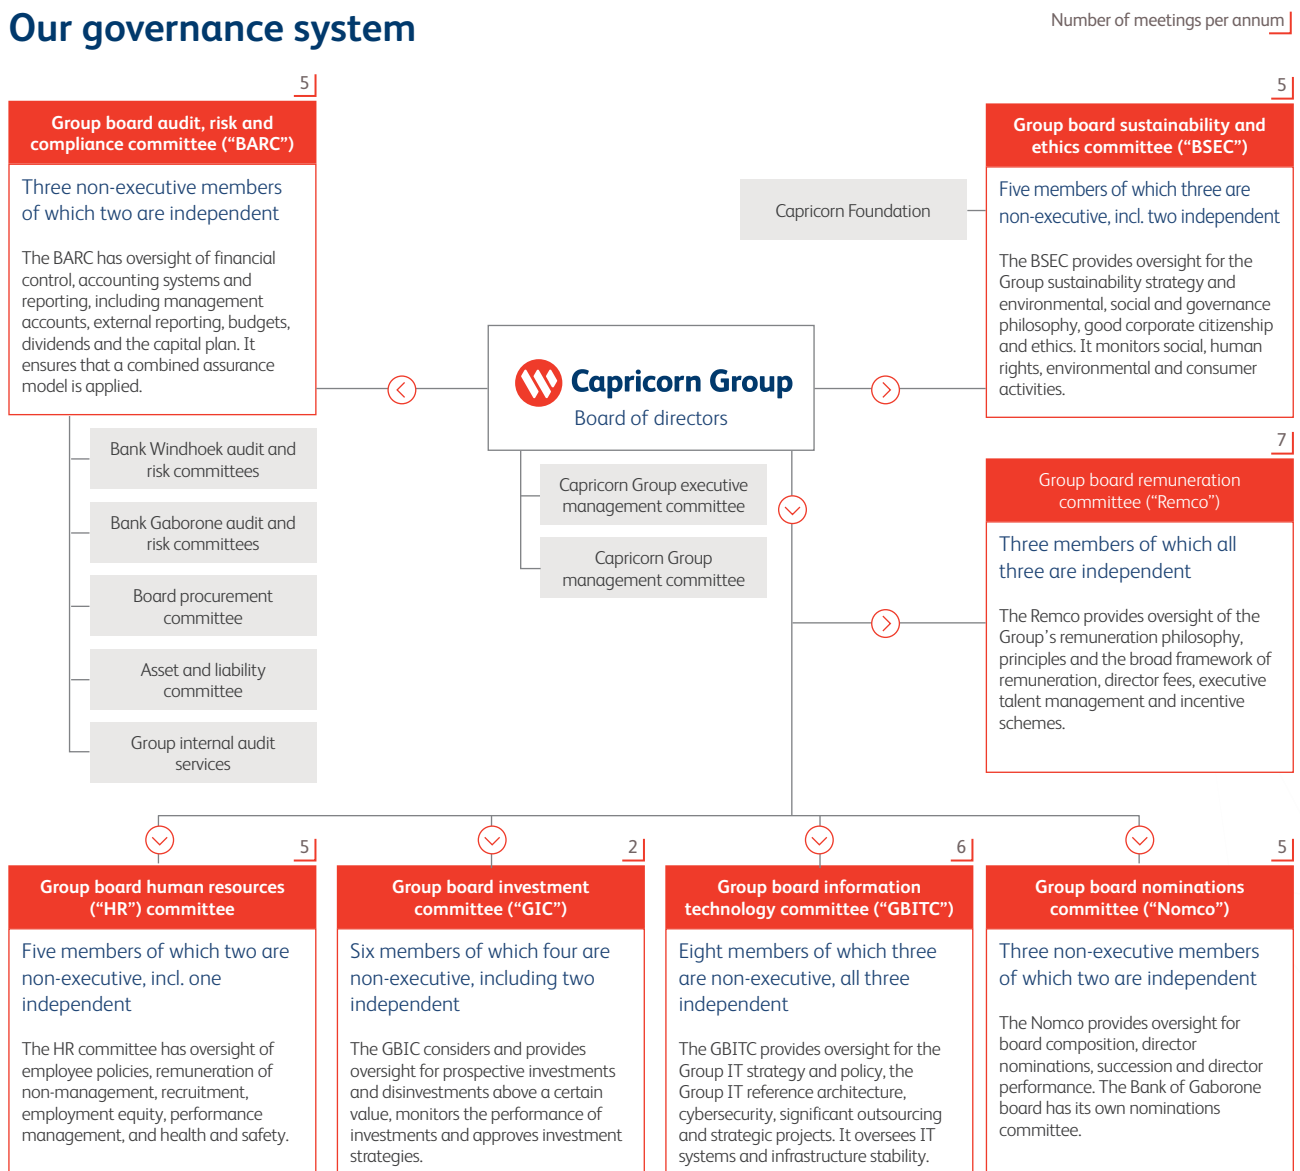 Our governance system
Number of meetings per annum
5
Group board audit, risk and
compliance committee (“BARC”)
Three non-executive members
of which two are independent
The BARC has oversight of financial
control, accounting systems and
reporting, including management
accounts, external reporting, budgets,
dividends and the capital plan. It
ensures that a combined assurance
model is applied.
Bank Windhoek audit and
risk committees
Bank Gaborone audit and
risk committees
Board procurement
committee
Asset and liability
committee
Group internal audit
services
Capricorn Group
Board of directors
Capricorn Group executive
management committee
Capricorn Group
management committee
Capricorn Foundation
5
Group board sustainability and
ethics committee (“BSEC”)
Five members of which three are
non-executive, incl. two independent
The BSEC provides oversight for the
Group sustainability strategy and
environmental, social and governance
philosophy, good corporate citizenship
and ethics. It monitors social, human
rights, environmental and consumer
activities.
7
Group board remuneration
committee (“Remco”)
Three members of which all
three are independent
The Remco provides oversight of the
Group’s remuneration philosophy,
principles and the broad framework of
remuneration, director fees, executive
talent management and incentive
schemes.
5
Group board human resources
(“HR”) committee
Five members of which two are
non-executive, incl. one
independent
The HR committee has oversight of
employee policies, remuneration of
non-management, recruitment,
employment equity, performance
management, and health and safety.
2
Group board investment
committee (“GIC”)
Six members of which four are
non-executive, including two
independent
The GBIC considers and provides
oversight for prospective investments
and disinvestments above a certain
value, monitors the performance of
investments and approves investment
strategies.
6
Group board information
technology committee (“GBITC”)
Eight members of which three
are non-executive, all three
independent
The GBITC provides oversight for the
Group IT strategy and policy, the
Group IT reference architecture,
cybersecurity, significant outsourcing
and strategic projects. It oversees IT
systems and infrastructure stability.
5
Group board nominations
committee (“Nomco”)
Three non-executive members
of which two are independent
The Nomco provides oversight for
board composition, director
nominations, succession and director
performance. The Bank of Gaborone
board has its own nominations
committee.